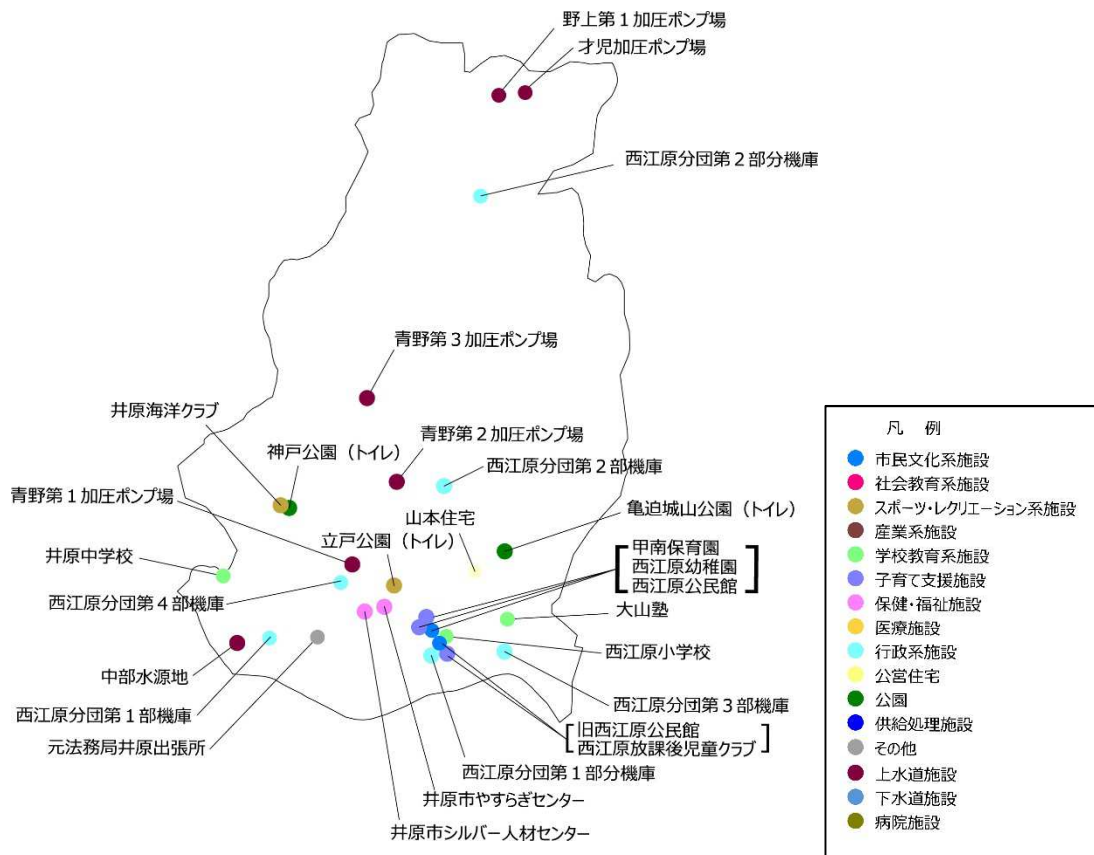 野上第１加圧ポンプ場
才児加圧ポンプ場
西江原分団第２部分機庫
青野第３加圧ポンプ場
井原海洋クラブ
神戸公園（トイレ）
青野第２加圧ポンプ場
西江原分団第２部機庫
青野第１加圧ポンプ場
山本住宅
亀迫城山公園（トイレ）
立戸公園（トイレ）
井原中学校
甲南保育園
西江原幼稚園
西江原公民館
西江原分団第４部機庫
大山塾
西江原小学校
中部水源地
西江原分団第３部機庫
西江原分団第１部機庫
旧西江原公民館
西江原放課後児童クラブ
元法務局井原出張所
西江原分団第１部分機庫
井原市やすらぎセンター
井原市シルバー人材センター
凡　例
市民文化系施設
社会教育系施設
スポーツ・レクリエーション系施設
産業系施設
学校教育系施設
子育て支援施設
保健・福祉施設
医療施設
行政系施設
公営住宅
公園
供給処理施設
その他
上水道施設
下水道施設
病院施設